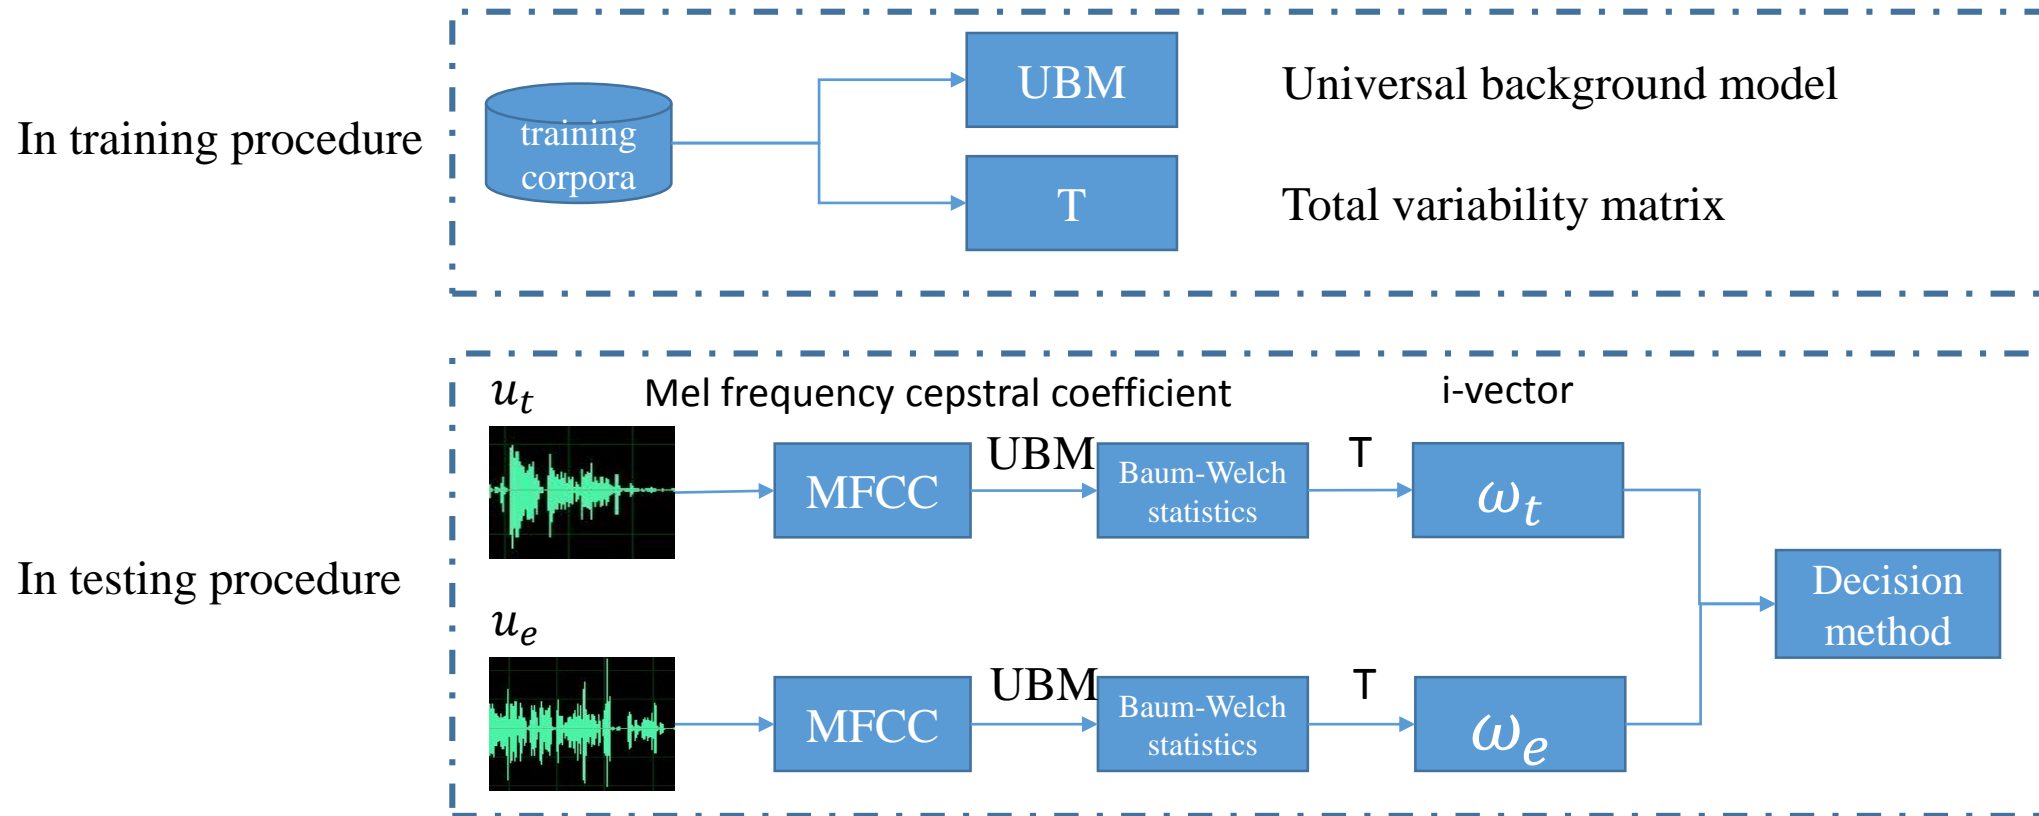 In training procedure
training
corpora
UBM
Universal background model
T
Total variability matrix
In testing procedure
u_t
Mel frequency cepstral coefficient
i-vector
MFCC
UBM
Baum-Welch
statistics
T
ω_t
Decision
method
u_e
MFCC
UBM
Baum-Welch
statistics
T
ω_e